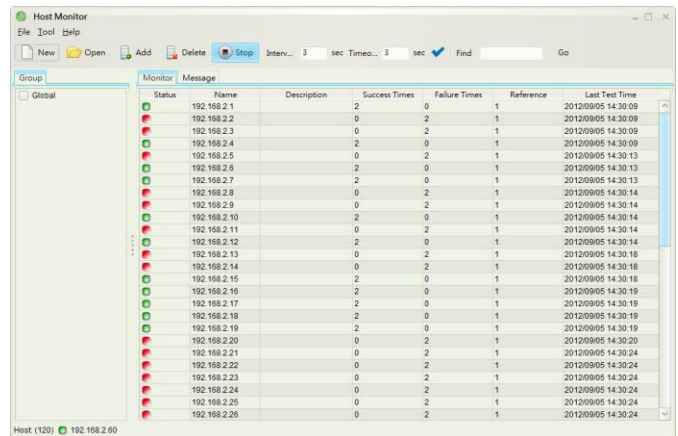 Host Monitor
File Tool Help
New Open Add Delete Stop Interv... 3 sec Timeo... 3 sec Find Go
Group Monitor Message
Global
Status Name Description Success Times Failure Times Reference Last Test Time
192.168.2.1 2 0 1 2012/09/05 14:30:09
192.168.2.2 0 2 1 2012/09/05 14:30:09
192.168.2.3 0 2 1 2012/09/05 14:30:09
192.168.2.4 2 0 1 2012/09/05 14:30:09
192.168.2.5 0 2 1 2012/09/05 14:30:13
192.168.2.6 2 0 1 2012/09/05 14:30:13
192.168.2.7 2 0 1 2012/09/05 14:30:13
192.168.2.8 0 2 1 2012/09/05 14:30:14
192.168.2.9 0 2 1 2012/09/05 14:30:14
192.168.2.10 2 0 1 2012/09/05 14:30:14
192.168.2.11 0 2 1 2012/09/05 14:30:14
192.168.2.12 2 0 1 2012/09/05 14:30:14
192.168.2.13 0 2 1 2012/09/05 14:30:18
192.168.2.14 0 2 1 2012/09/05 14:30:18
192.168.2.15 2 0 1 2012/09/05 14:30:18
192.168.2.16 2 0 1 2012/09/05 14:30:19
192.168.2.17 2 0 1 2012/09/05 14:30:19
192.168.2.18 2 0 1 2012/09/05 14:30:19
192.168.2.19 2 0 1 2012/09/05 14:30:19
192.168.2.20 0 2 1 2012/09/05 14:30:20
192.168.2.21 0 2 1 2012/09/05 14:30:24
192.168.2.22 0 2 1 2012/09/05 14:30:24
192.168.2.23 0 2 1 2012/09/05 14:30:24
192.168.2.24 0 2 1 2012/09/05 14:30:24
192.168.2.25 0 2 1 2012/09/05 14:30:24
192.168.2.26 0 2 1 2012/09/05 14:30:24
Host: (120) 192.168.2.60